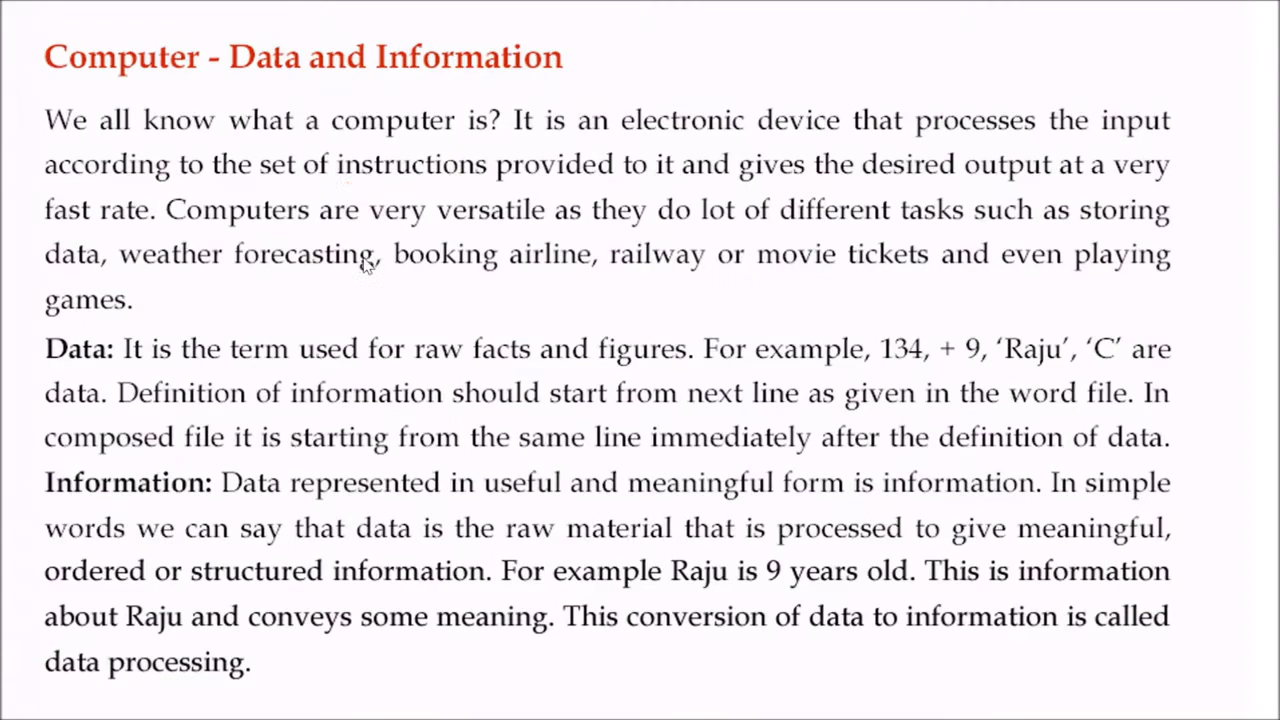 Computer - Data and Information
We all know what a computer is? It is an electronic device that processes the input
according to the set of instructions provided to it and gives the desired output at a very
fast rate. Computers are very versatile as they do lot of different tasks such as storing
data, weather forecasting, booking airline, railway or movie tickets and even playing
games.
Data: It is the term used for raw facts and figures. For example, 134, + 9, ‘Raju’, ‘C’ are
data. Definition of information should start from next line as given in the word file. In
composed file it is starting from the same line immediately after the definition of data.
Information: Data represented in useful and meaningful form is information. In simple
words we can say that data is the raw material that is processed to give meaningful,
ordered or structured information. For example Raju is 9 years old. This is information
about Raju and conveys some meaning. This conversion of data to information is called
data processing.